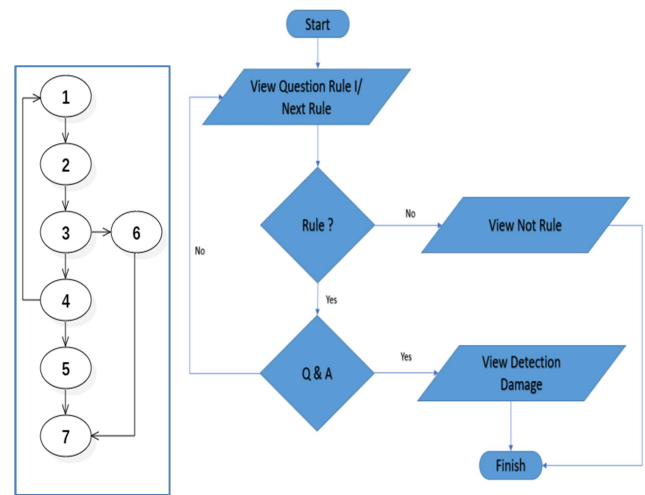 1
2
3
6
4
5
7
Start
View Question Rule I/
Next Rule
Rule ?
No
View Not Rule
No
Yes
Q & A
Yes
View Detection
Damage
Finish